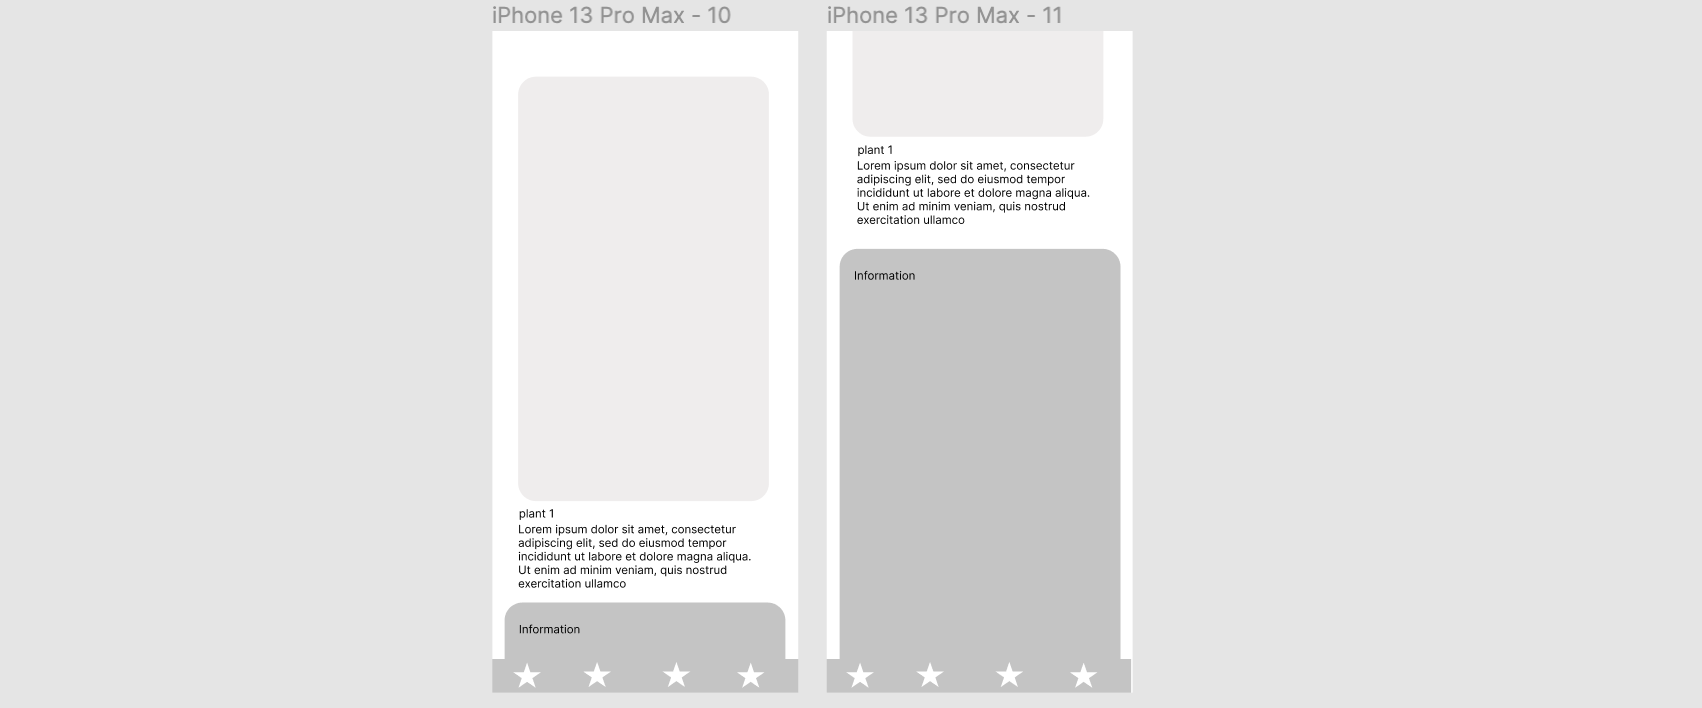 iPhone 13 Pro Max - 10
plant 1
Lorem ipsum dolor sit amet, consectetur
adipiscing elit, sed do eiusmod tempor
incididunt ut labore et dolore magna aliqua.
Ut enim ad minim veniam, quis nostrud
exercitation ullamco
Information
iPhone 13 Pro Max - 11
plant 1
Lorem ipsum dolor sit amet, consectetur
adipiscing elit, sed do eiusmod tempor
incididunt ut labore et dolore magna aliqua.
Ut enim ad minim veniam, quis nostrud
exercitation ullamco
Information